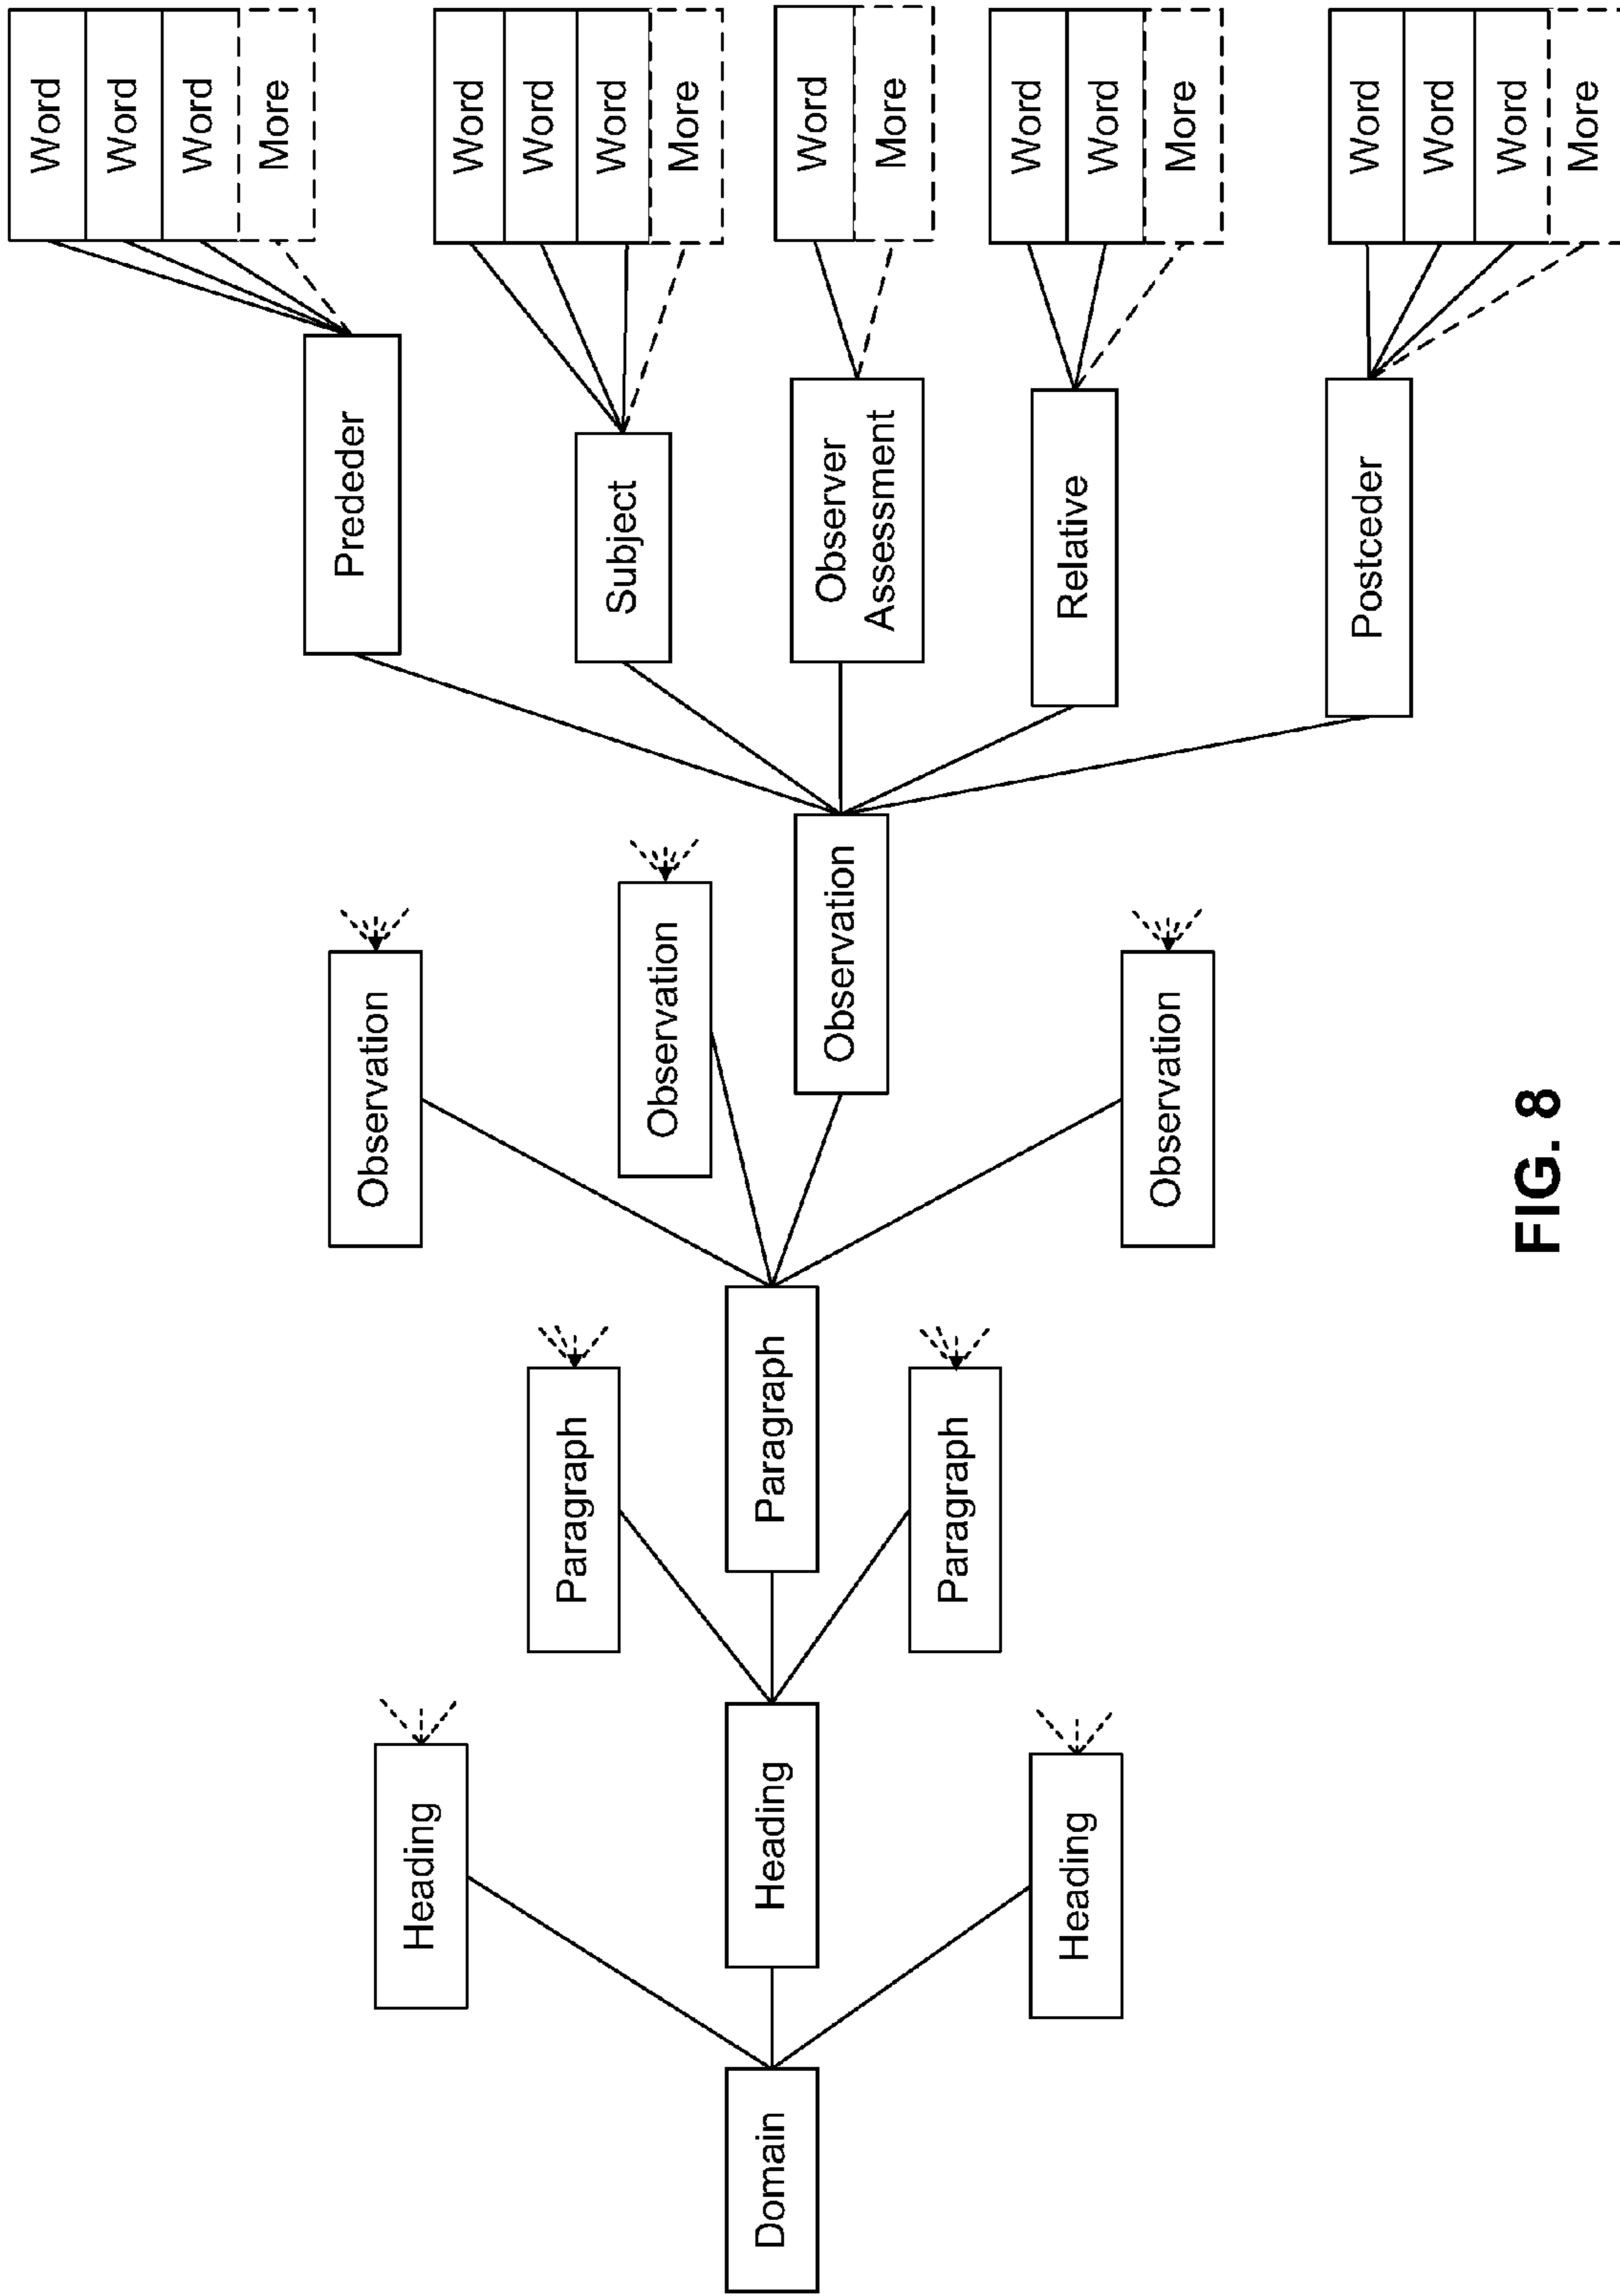 Domain
Heading
Heading
Heading
Paragraph
Paragraph
Paragraph
Observation
Observation
Observation
Observation
Prededer
Subject
Observer
Assessment
Relative
Postceder
Word
Word
Word
More
Word
Word
Word
More
Word
More
Word
Word
More
Word
Word
Word
More
FIG. 8